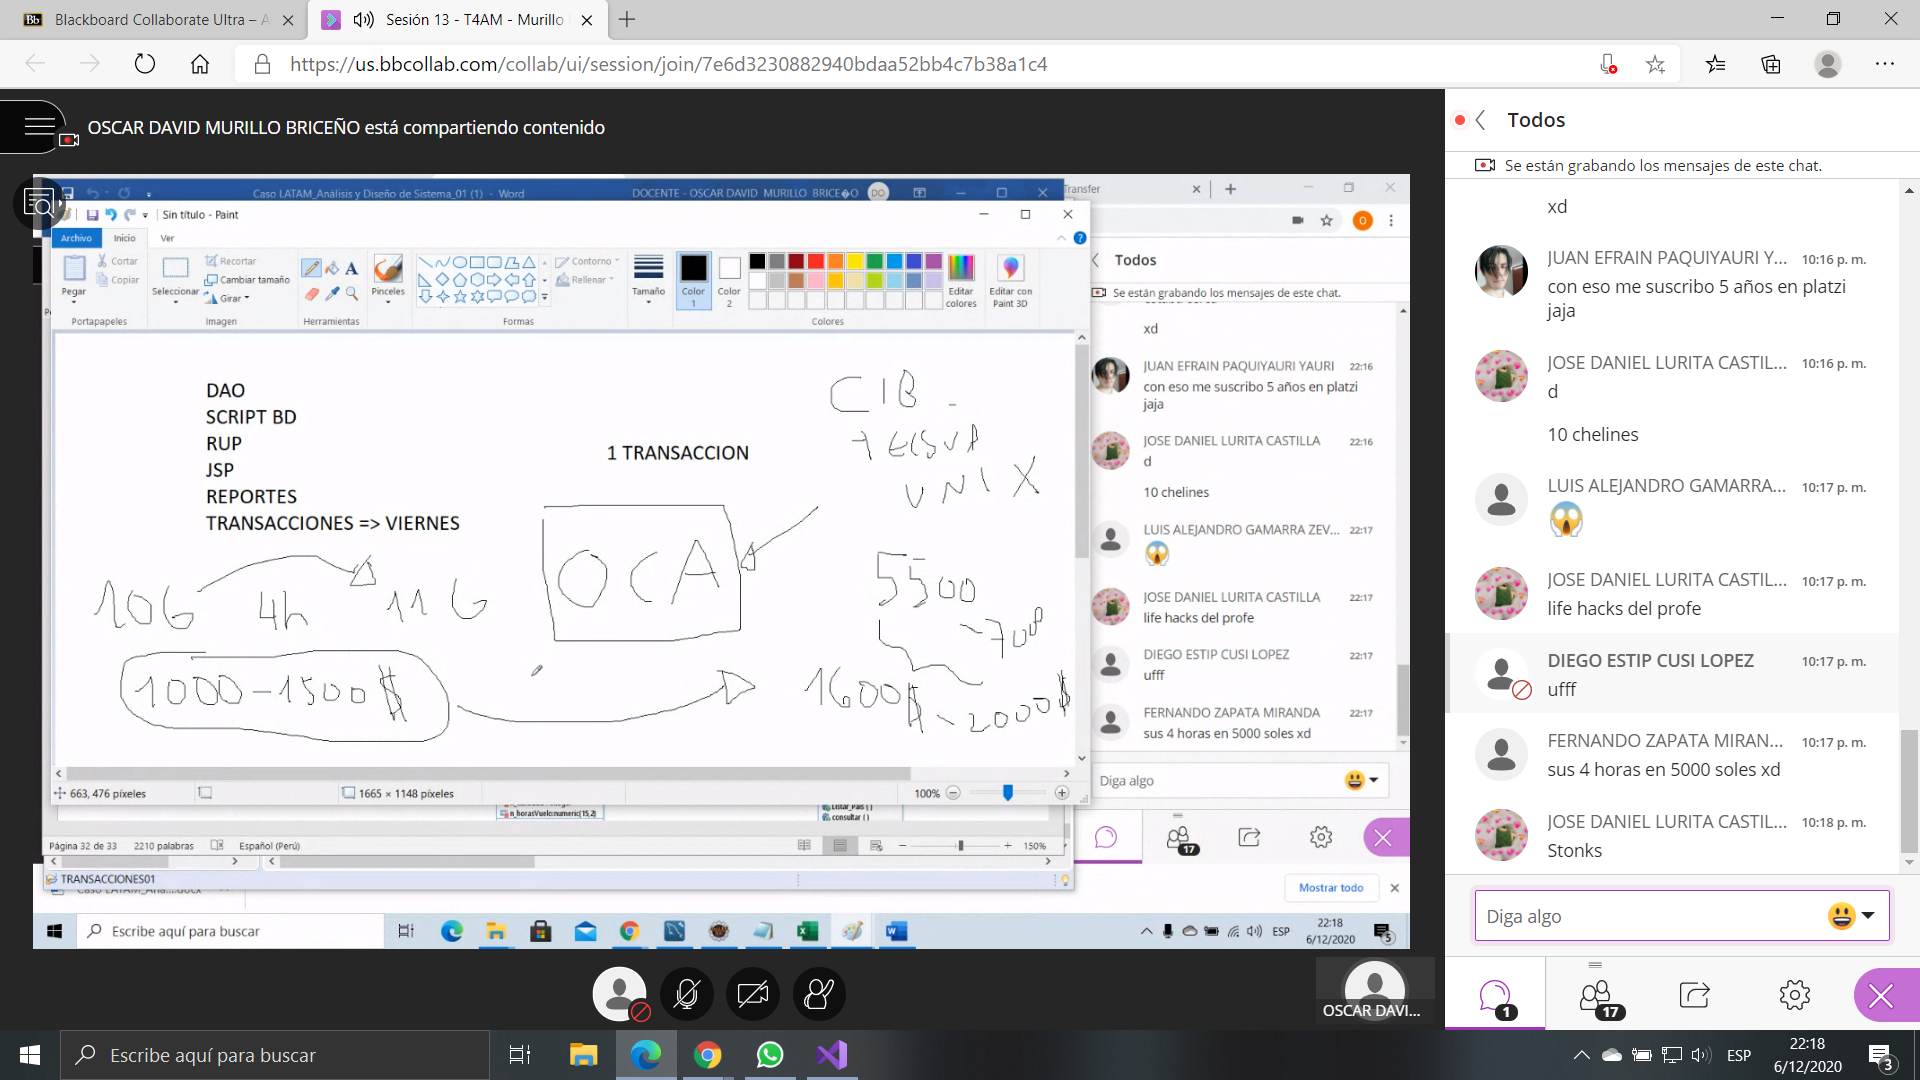 Blackboard Collaborate Ultra – A
Sesión 13 - T4AM - Murillo
https://us.bbcollab.com/collab/ui/session/join/7e6d3230882940bdaa52bb4c7b38a1c4
OSCAR DAVID MURILLO BRICEÑO está compartiendo contenido
Caso LATAM_Análisis y Diseño de Sistema_01 (1) - Word
DOCENTE - OSCAR DAVID MURILLO BRICE�O
DO
Transfer
Sin título - Paint
Archivo
Inicio
Ver
Pegar
Cortar
Copiar
Portapapeles
Seleccionar
Recortar
Cambiar tamaño
Girar
Imagen
Herramientas
Pinceles
Formas
Contorno
Rellenar
Tamaño
Color 1
Color 2
Colores
Editar colores
Editar con Paint 3D
DAO
SCRIPT BD
RUP
JSP
REPORTES
TRANSACCIONES => VIERNES
1 TRANSACCION
CIB -
TECSUP
UNIX
OCA
10G 4h 11G
5500
~700
1000-1500$
1600$ - 2000$
663, 476 píxeles
1665 × 1148 píxeles
100%
n_horasVuelo:numeric(15,2)
consultar ( )
Página 32 de 33
2210 palabras
Español (Perú)
150%
TRANSACCIONES01
Mostrar todo
Escribe aquí para buscar
ESP
22:18
6/12/2020
5
O
Todos
Se están grabando los mensajes de este chat.
xd
JUAN EFRAIN PAQUIYAURI YAURI 22:16
con eso me suscribo 5 años en platzi
jaja
JOSE DANIEL LURITA CASTILLA 22:16
d
10 chelines
LUIS ALEJANDRO GAMARRA ZEV... 22:17
JOSE DANIEL LURITA CASTILLA 22:17
life hacks del profe
DIEGO ESTIP CUSI LOPEZ 22:17
ufff
FERNANDO ZAPATA MIRANDA 22:17
sus 4 horas en 5000 soles xd
Diga algo
17
OSCAR DAVI...
Todos
Se están grabando los mensajes de este chat.
xd
JUAN EFRAIN PAQUIYAURI Y... 10:16 p. m.
con eso me suscribo 5 años en platzi
jaja
JOSE DANIEL LURITA CASTIL... 10:16 p. m.
d
10 chelines
LUIS ALEJANDRO GAMARRA... 10:17 p. m.
JOSE DANIEL LURITA CASTIL... 10:17 p. m.
life hacks del profe
DIEGO ESTIP CUSI LOPEZ 10:17 p. m.
ufff
FERNANDO ZAPATA MIRAN... 10:17 p. m.
sus 4 horas en 5000 soles xd
JOSE DANIEL LURITA CASTIL... 10:18 p. m.
Stonks
Diga algo
1
17
Escribe aquí para buscar
ESP
22:18
6/12/2020
3